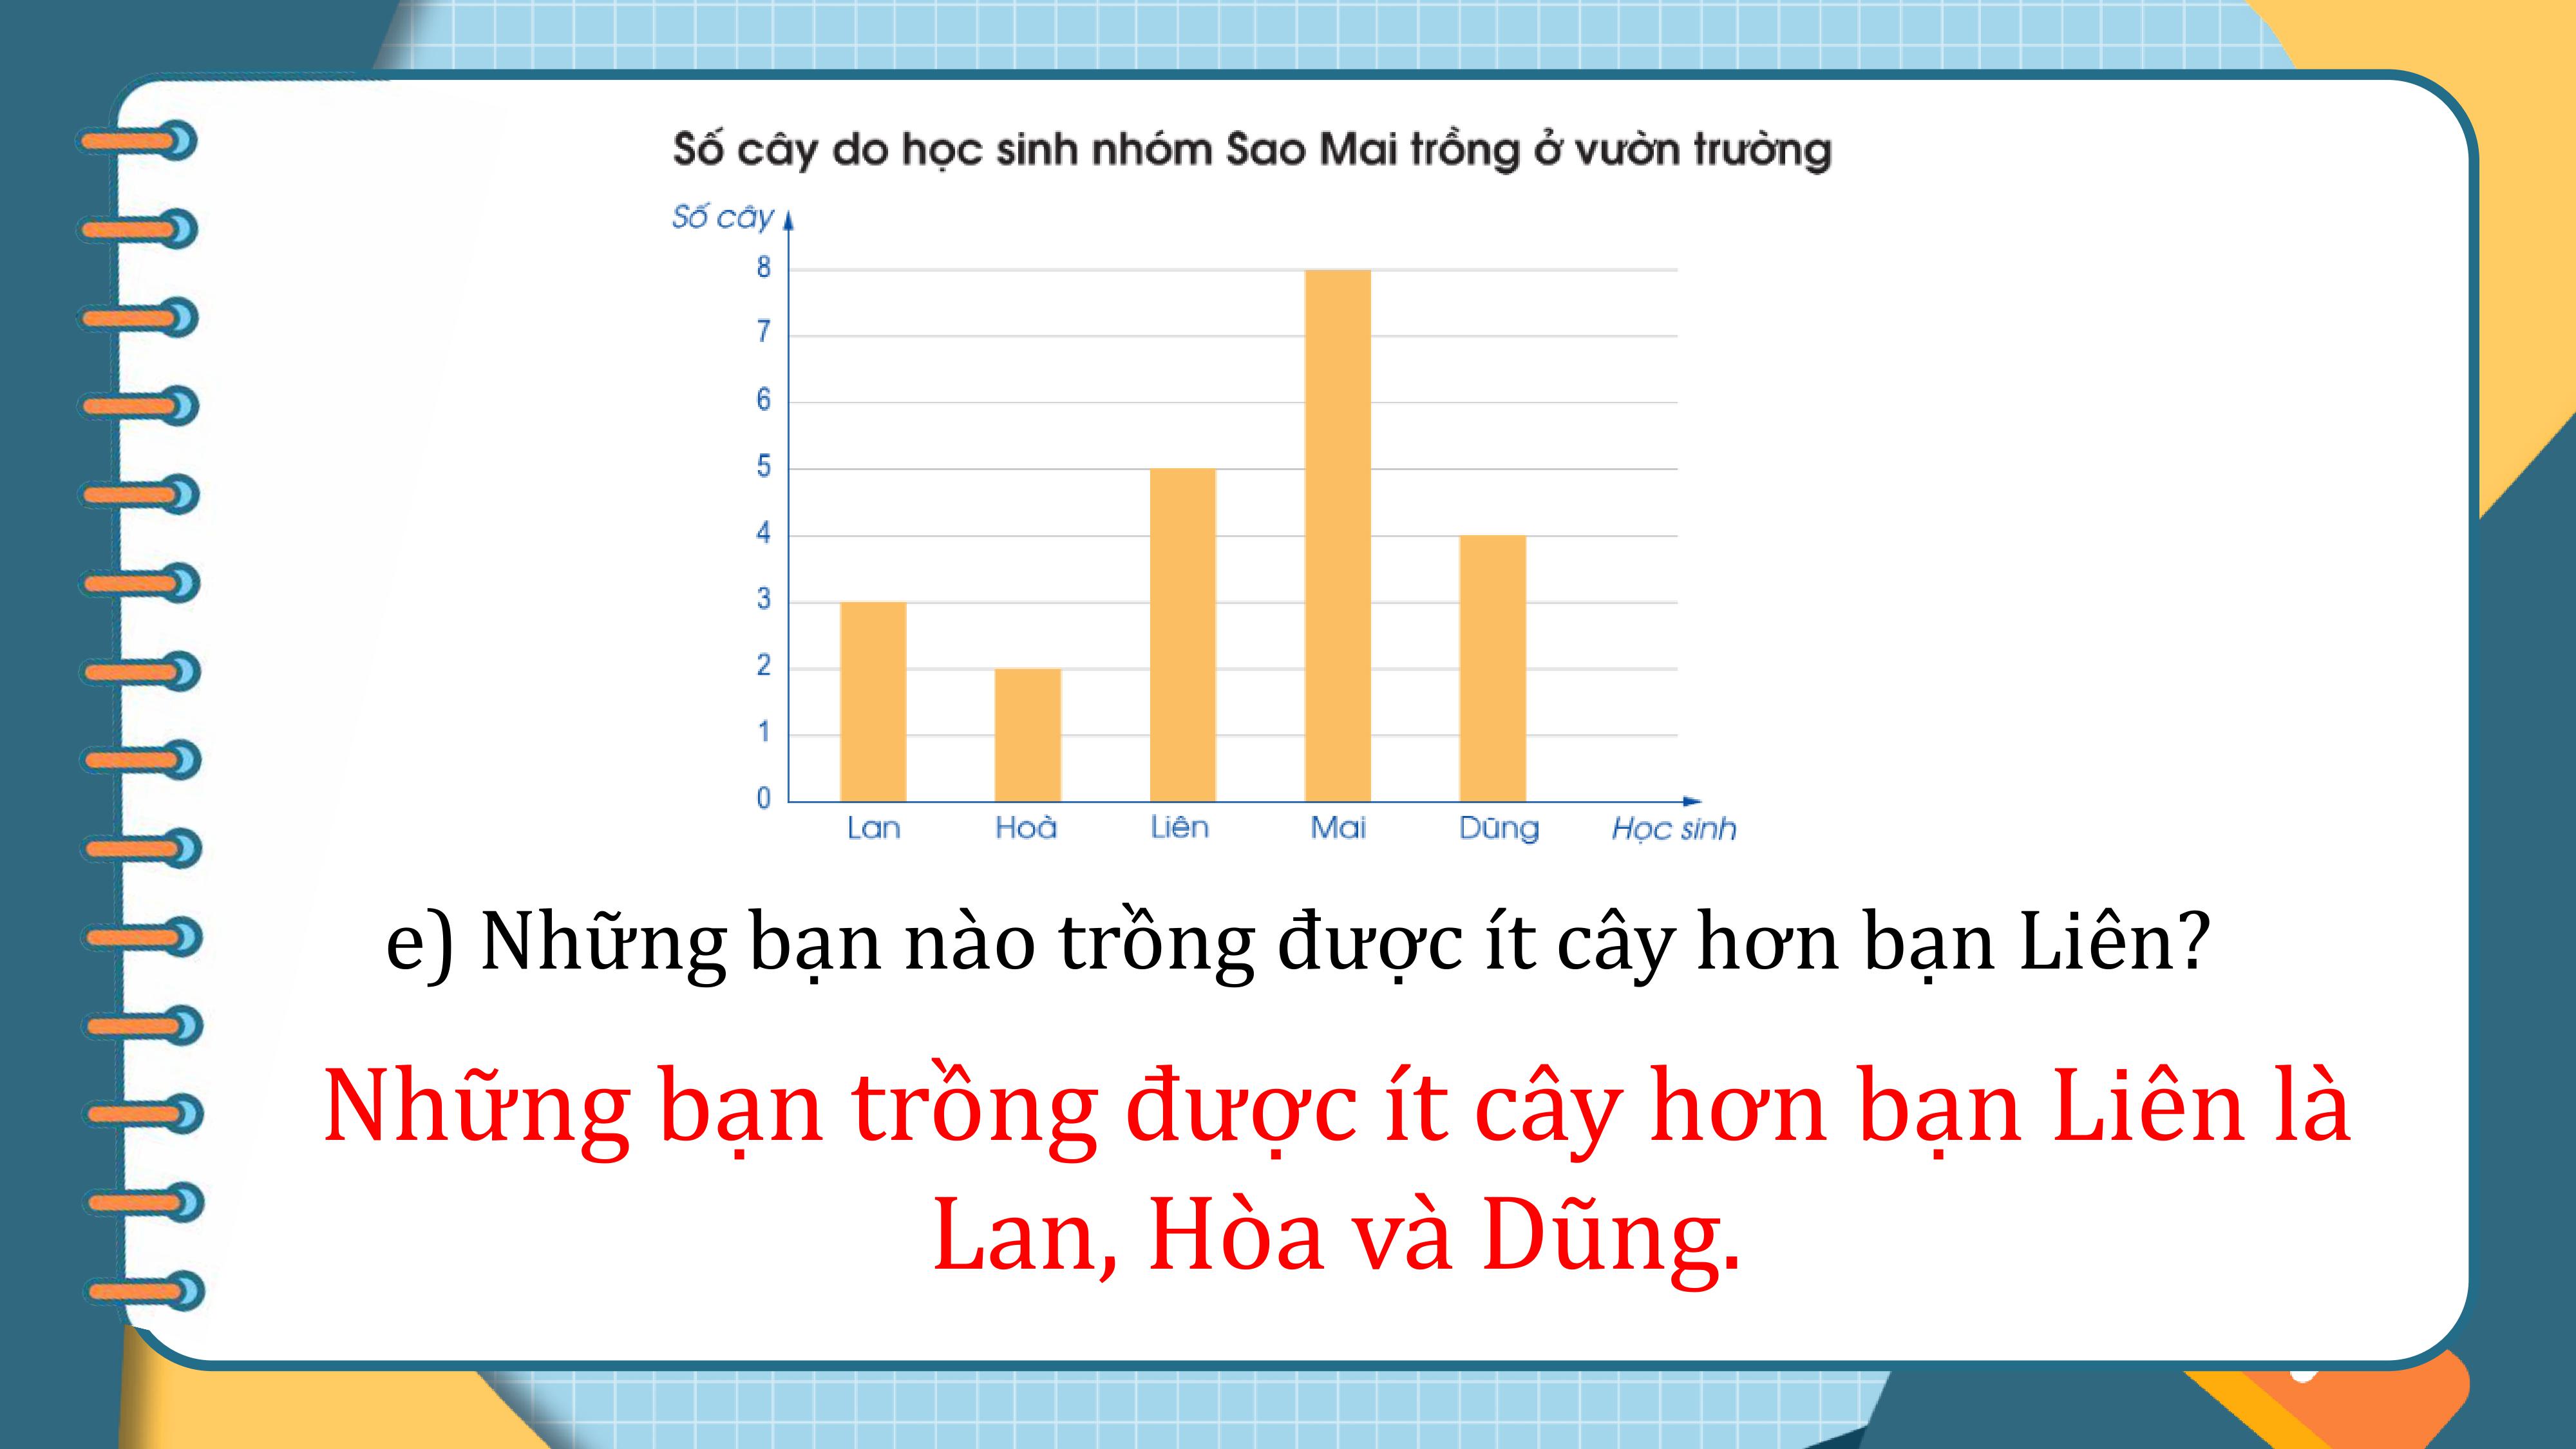 Số cây do học sinh nhóm Sao Mai trồng ở vườn trường
Số cây
8
7
6
5
4
3
2
1
0
Lan Hoà Liên Mai Dũng Học sinh
e) Những bạn nào trồng được ít cây hơn bạn Liên?
Những bạn trồng được ít cây hơn bạn Liên là
Lan, Hòa và Dũng.